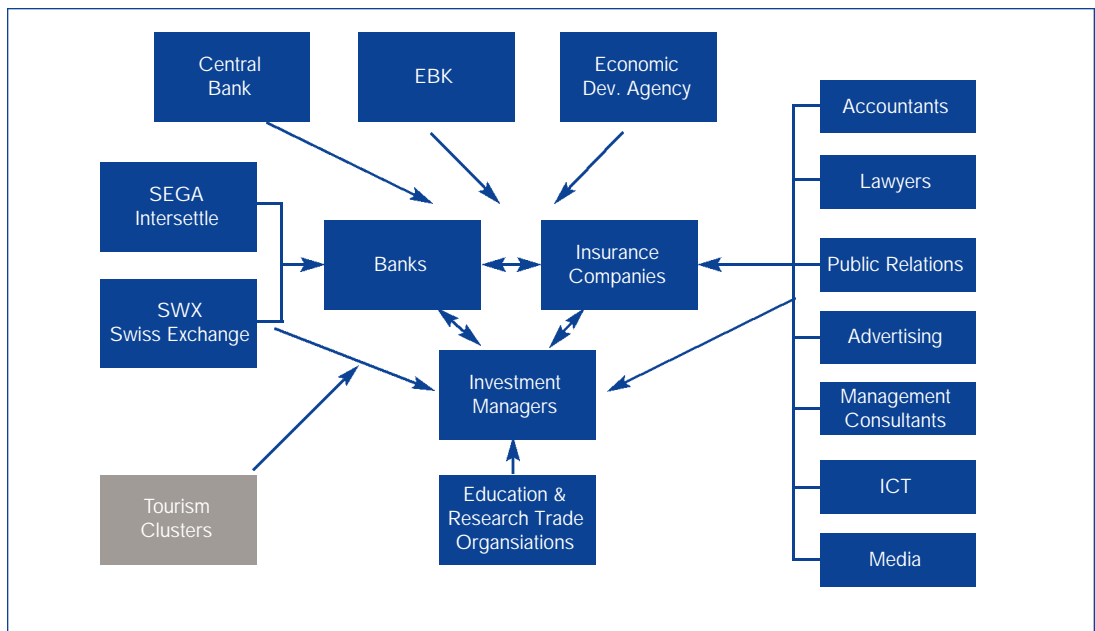 Central
Bank
EBK
Economic
Dev. Agency
Accountants
SEGA
Intersettle
Lawyers
Banks
Insurance
Companies
Public Relations
SWX
Swiss Exchange
Advertising
Investment
Managers
Management
Consultants
Tourism
Clusters
Education &
Research Trade
Organsiations
ICT
Media